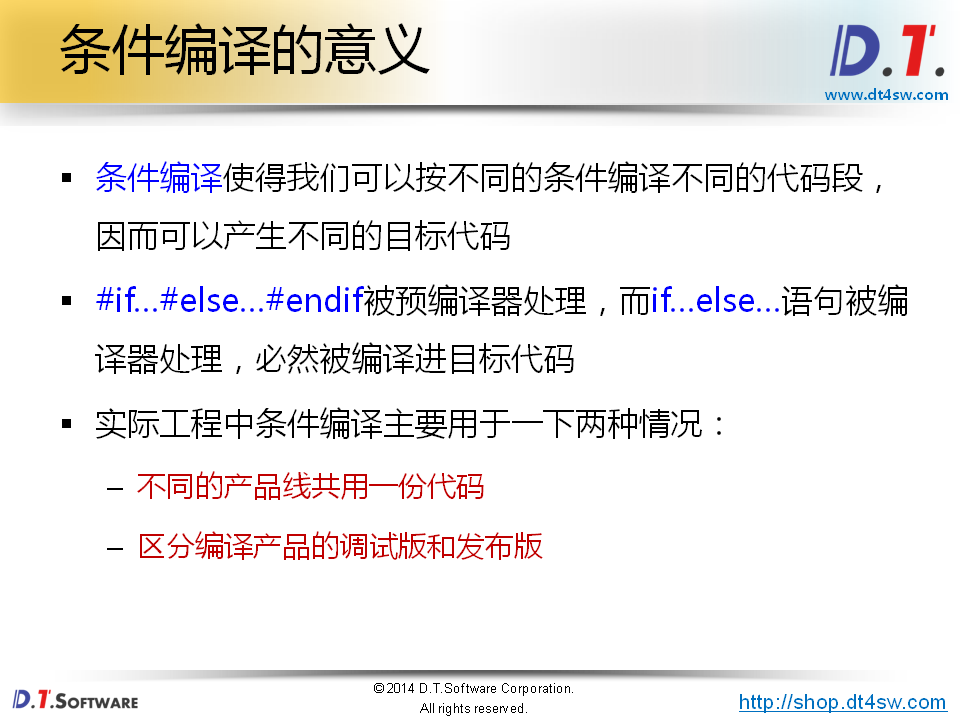 条件编译的意义
D.T.
www.dt4sw.com
▪ 条件编译使得我们可以按不同的条件编译不同的代码段，
因而可以产生不同的目标代码
▪ #if…#else…#endif被预编译器处理，而if…else…语句被编
译器处理，必然被编译进目标代码
▪ 实际工程中条件编译主要用于一下两种情况：
– 不同的产品线共用一份代码
– 区分编译产品的调试版和发布版
D.T.SOFTWARE
©2014 D.T.Software Corporation.
All rights reserved.
http://shop.dt4sw.com